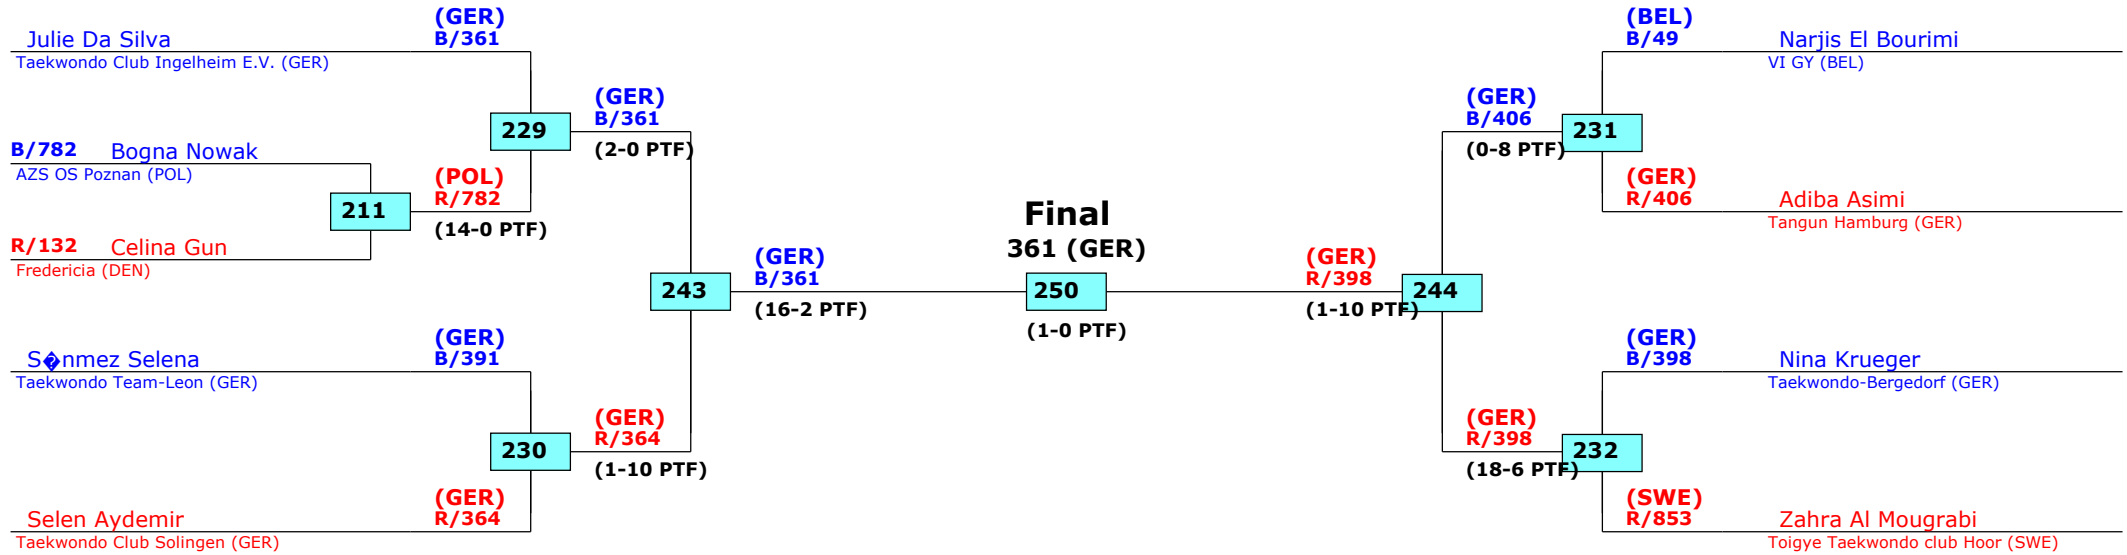 (GER)
B/361
Julie Da Silva
Taekwondo Club Ingelheim E.V. (GER)
229
(GER)
B/361
(2-0 PTF)
B/782 Bogna Nowak
AZS OS Poznan (POL)
211
(POL)
R/782
(14-0 PTF)
R/132 Celina Gun
Fredericia (DEN)
243
(GER)
B/361
(16-2 PTF)
(GER)
B/391
S�nmez Selena
Taekwondo Team-Leon (GER)
230
(GER)
R/364
(1-10 PTF)
(GER)
R/364
Selen Aydemir
Taekwondo Club Solingen (GER)
Final
361 (GER)
250
(1-0 PTF)
(BEL)
B/49
Narjis El Bourimi
VI GY (BEL)
(GER)
B/406
(0-8 PTF)
231
(GER)
R/406
Adiba Asimi
Tangun Hamburg (GER)
(GER)
R/398
(1-10 PTF)
244
(GER)
B/398
Nina Krueger
Taekwondo-Bergedorf (GER)
(GER)
R/398
(18-6 PTF)
232
(SWE)
R/853
Zahra Al Mougrabi
Toigye Taekwondo club Hoor (SWE)